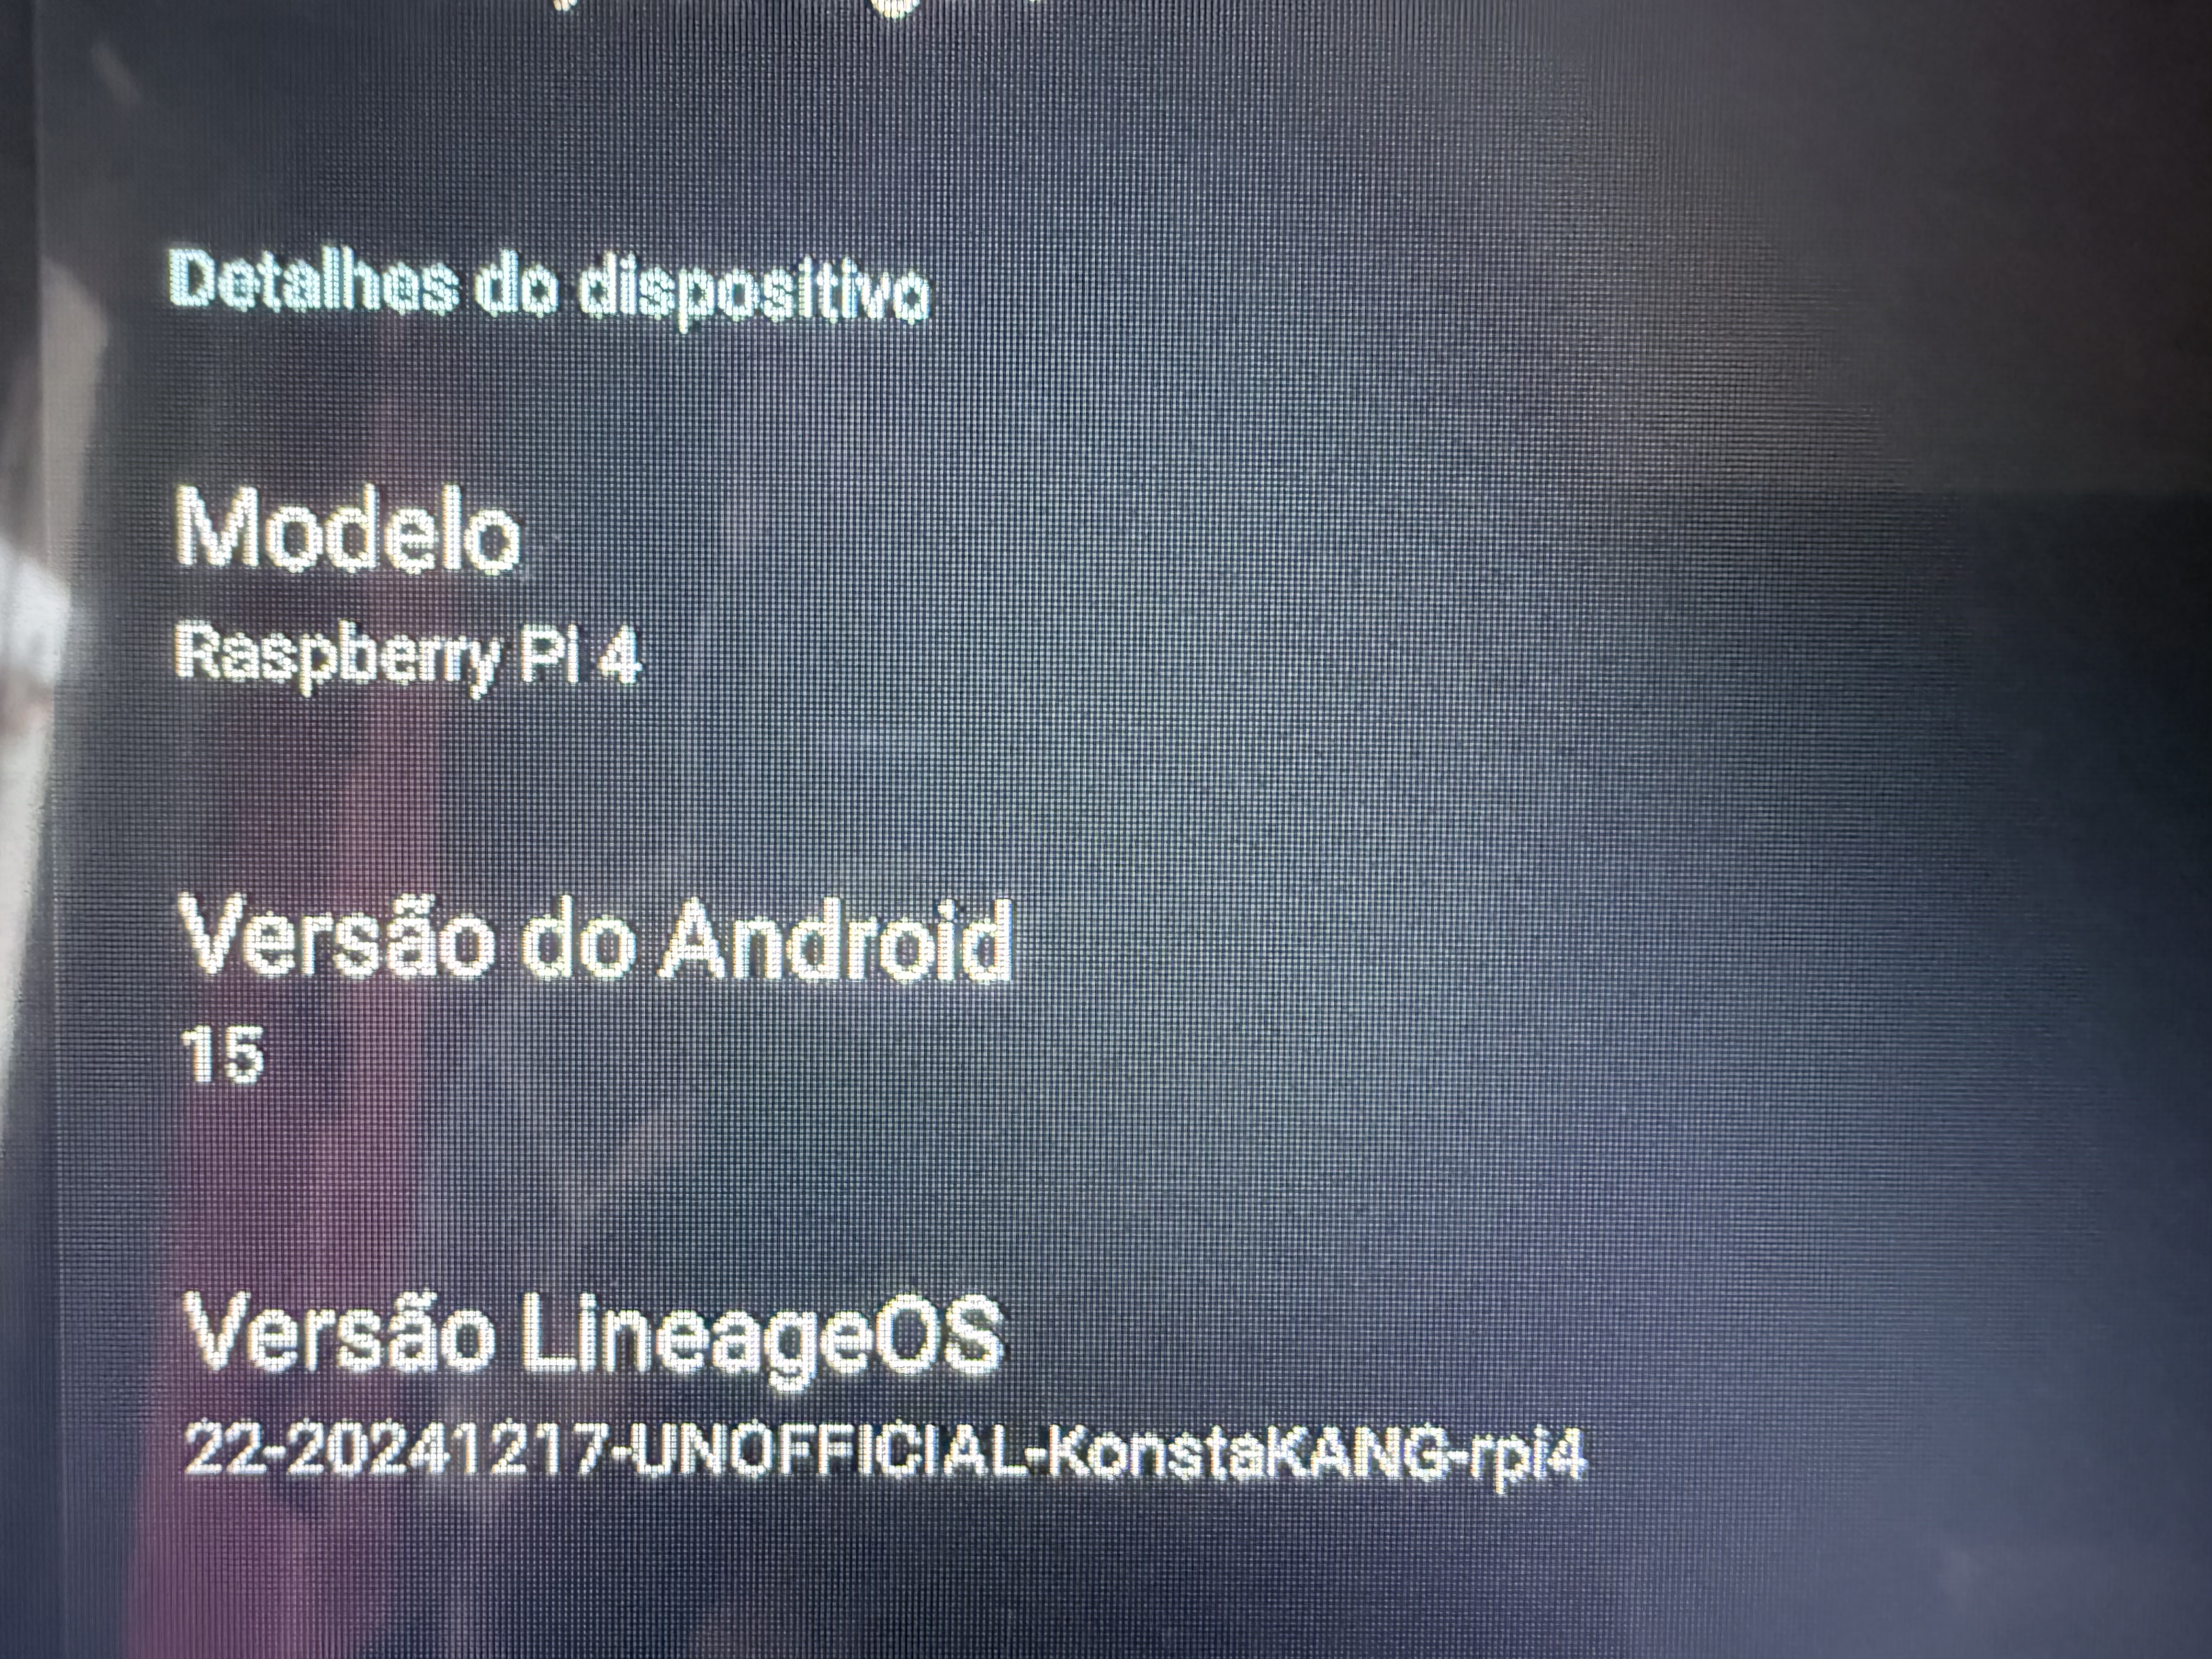 Detalhes do dispositivo
Modelo
Raspberry Pi 4
Versão do Android
15
Versão LineageOS
22-20241217-UNOFFICIAL-KonstaKANG-rpi4